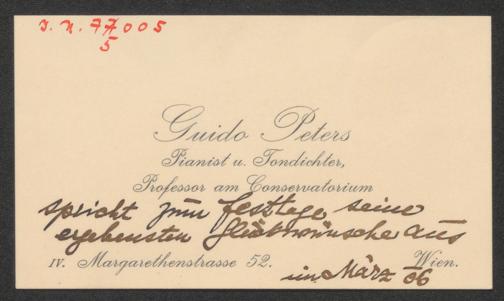 I. N. 77005
5
Guido Peters
Pianist u. Tondichter,
Professor am Conservatorium
spricht zum Festtage seine
ergebensten Glückwünsche aus
IV. Margarethenstrasse 52. Wien.
im März 06